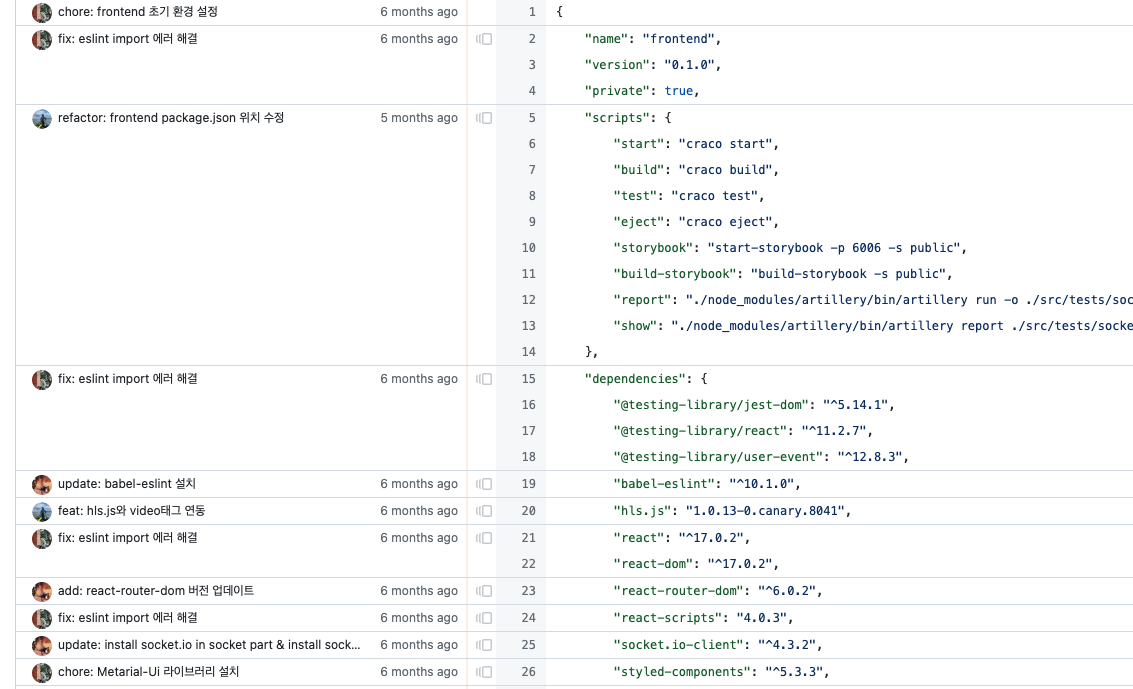 chore: frontend 초기 환경 설정 6 months ago 1 {
fix: eslint import 에러 해결 6 months ago 2 "name": "frontend",
3 "version": "0.1.0",
4 "private": true,
refactor: frontend package.json 위치 수정 5 months ago 5 "scripts": {
6 "start": "craco start",
7 "build": "craco build",
8 "test": "craco test",
9 "eject": "craco eject",
10 "storybook": "start-storybook -p 6006 -s public",
11 "build-storybook": "build-storybook -s public",
12 "report": "./node_modules/artillery/bin/artillery run -o ./src/tests/soc
13 "show": "./node_modules/artillery/bin/artillery report ./src/tests/socke
14 },
fix: eslint import 에러 해결 6 months ago 15 "dependencies": {
16 "@testing-library/jest-dom": "^5.14.1",
17 "@testing-library/react": "^11.2.7",
18 "@testing-library/user-event": "^12.8.3",
update: babel-eslint 설치 6 months ago 19 "babel-eslint": "^10.1.0",
feat: hls.js와 video태그 연동 6 months ago 20 "hls.js": "1.0.13-0.canary.8041",
fix: eslint import 에러 해결 6 months ago 21 "react": "^17.0.2",
22 "react-dom": "^17.0.2",
add: react-router-dom 버전 업데이트 6 months ago 23 "react-router-dom": "^6.0.2",
fix: eslint import 에러 해결 6 months ago 24 "react-scripts": "4.0.3",
update: install socket.io in socket part & install sock... 6 months ago 25 "socket.io-client": "^4.3.2",
chore: Metarial-Ui 라이브러리 설치 6 months ago 26 "styled-components": "^5.3.3",